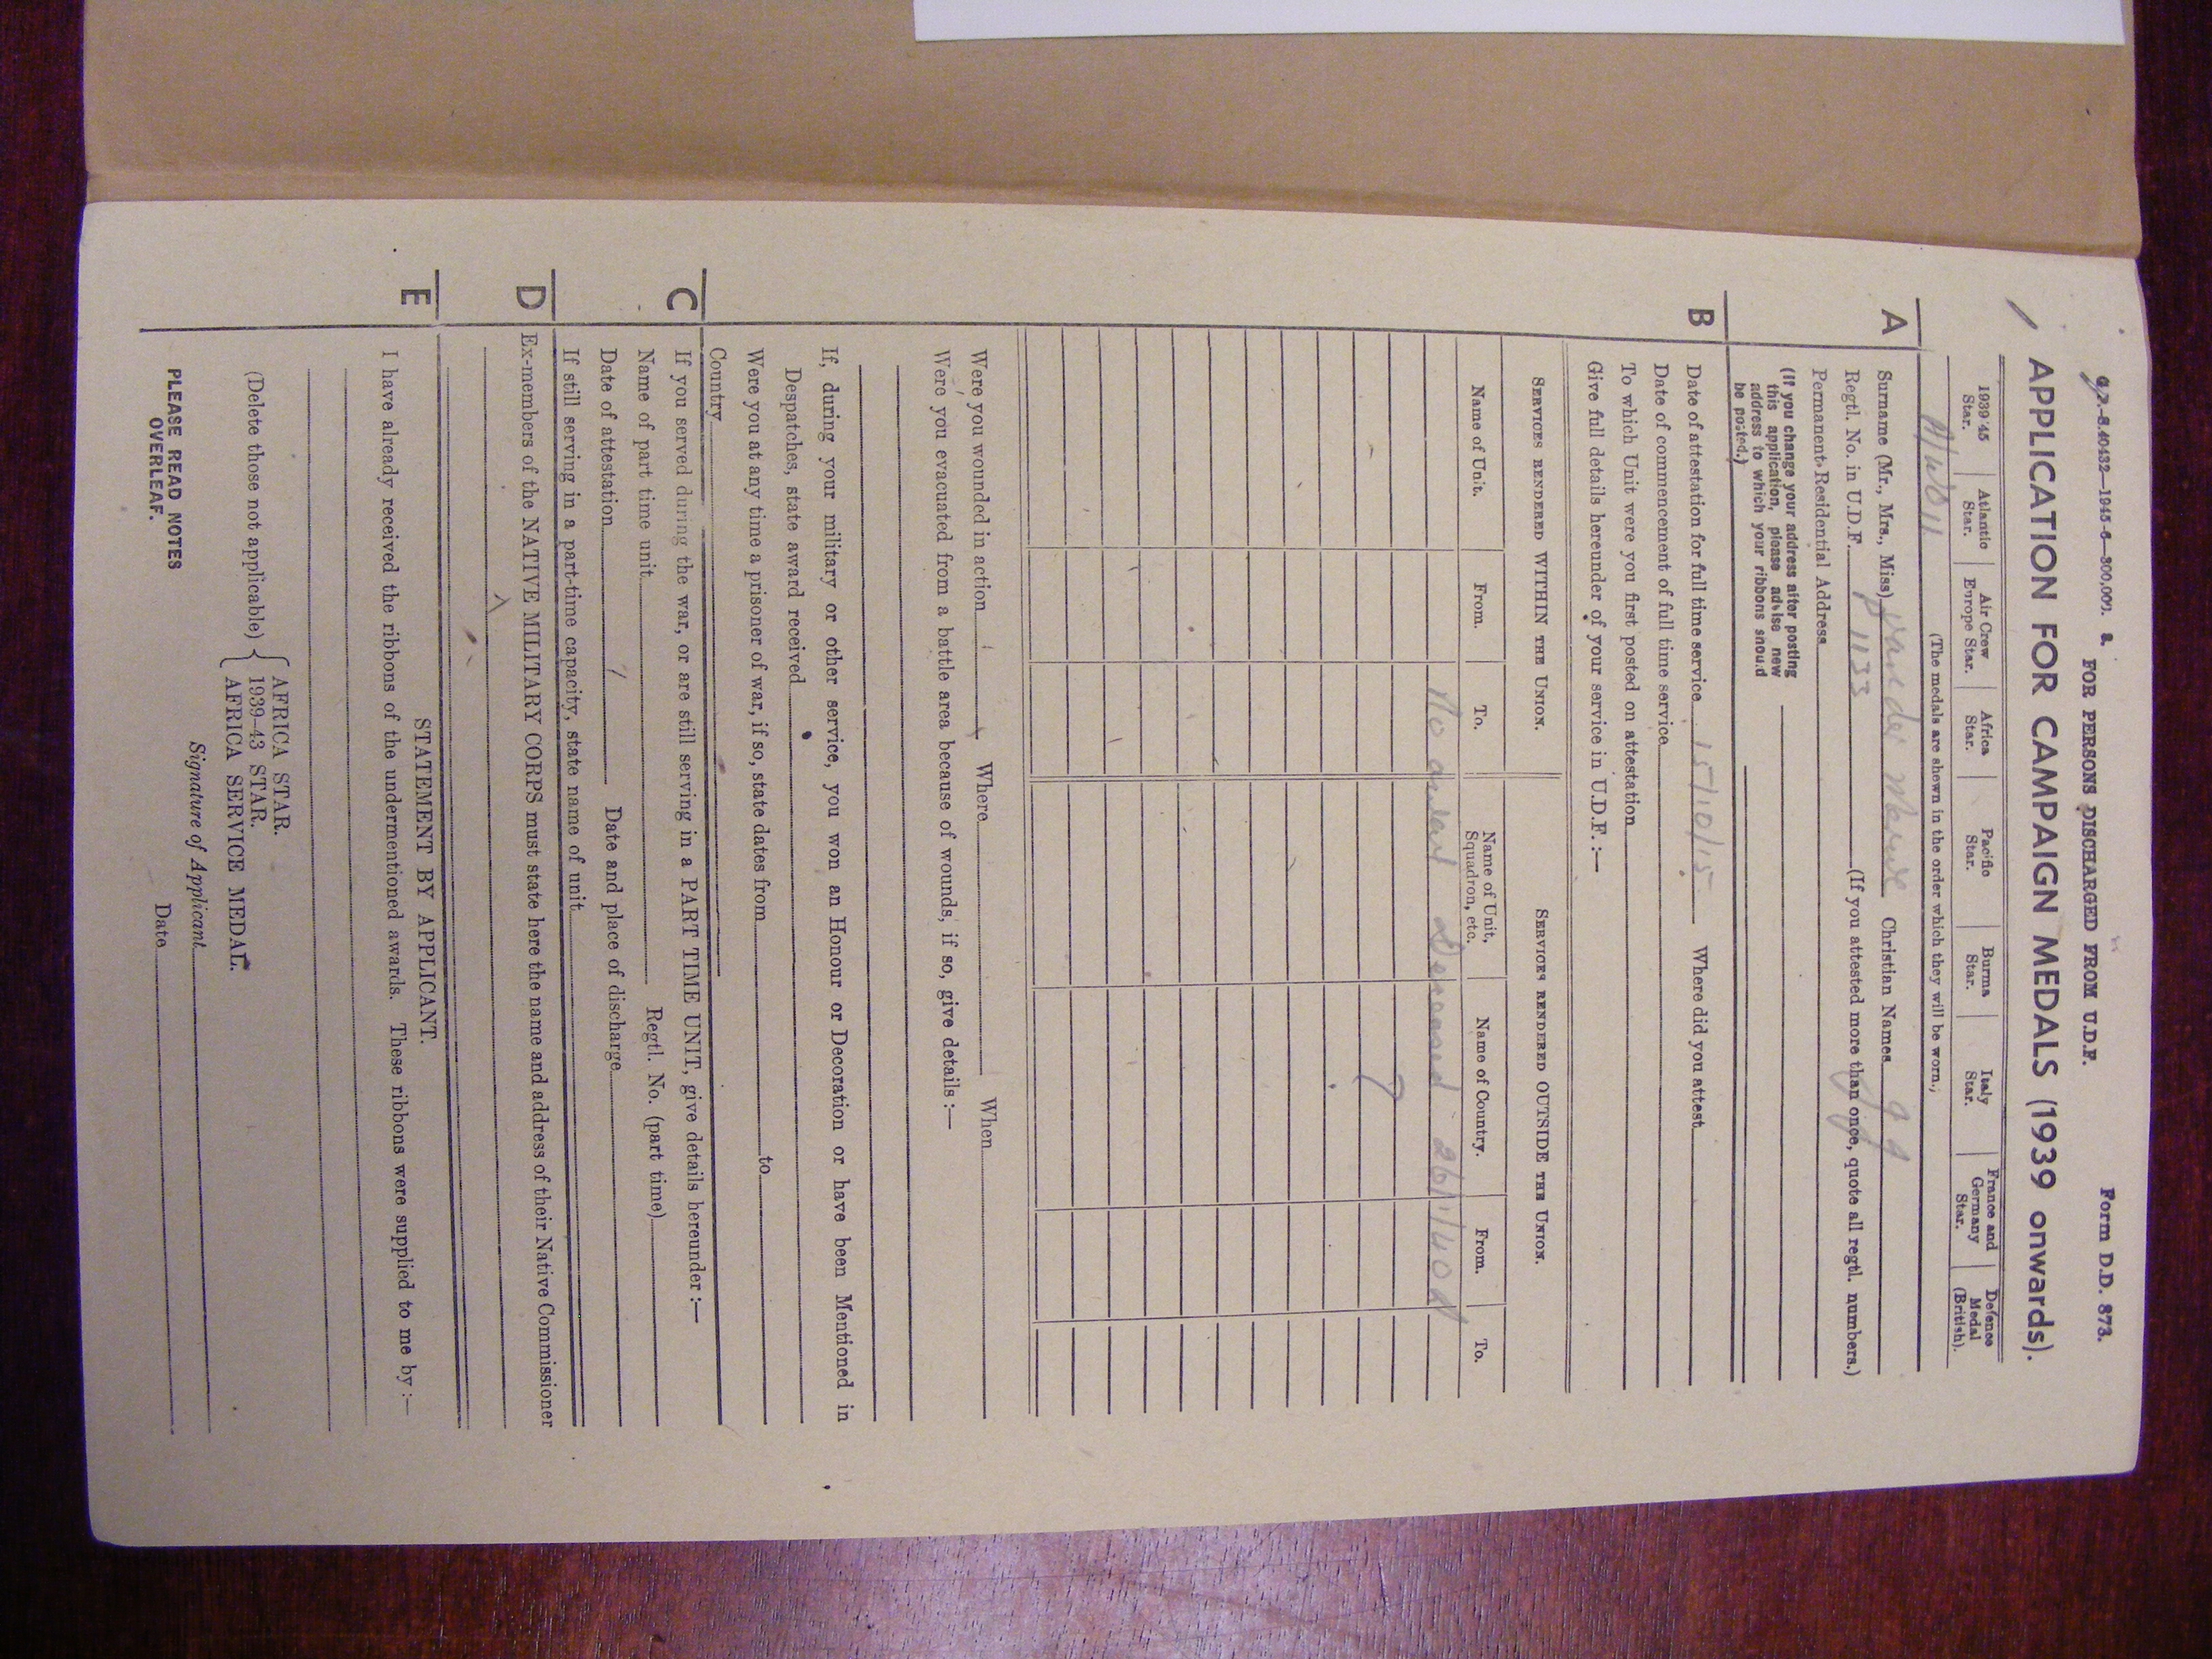 G.P.-S.40432—1945-6—300,000. S. FOR PERSONS DISCHARGED FROM U.D.F. Form D.D. 873.
APPLICATION FOR CAMPAIGN MEDALS (1939 onwards).
1939/45 Star. Atlantic Star. Air Crew Europe Star. Africa Star. Pacific Star. Burma Star. Italy Star. France and Germany Star. Defence Medal (British).
(The medals are shown in the order which they will be worn.)
A Surname (Mr., Mrs., Miss) van der Merwe Christian Names
Regtl. No. in U.D.F. 1133 (If you attested more than once, quote all regtl. numbers.)
Permanent Residential Address
(If you change your address after posting
this application, please advise new
address to which your ribbons should
be posted.)
B Date of attestation for full time service 15/10/15 Where did you attest
Date of commencement of full time service
To which Unit were you first posted on attestation
Give full details hereunder of your service in U.D.F. :—
SERVICES RENDERED WITHIN THE UNION. SERVICES RENDERED OUTSIDE THE UNION.
Name of Unit. From. To. Name of Unit, Squadron, etc. Name of Country. From. To.
No award Deceased 26/1/40
Were you wounded in action Where When
Were you evacuated from a battle area because of wounds, if so, give details :—
If, during your military or other service, you won an Honour or Decoration or have been Mentioned in
Despatches, state award received
Were you at any time a prisoner of war, if so, state dates from to
Country
C If you served during the war, or are still serving in a PART TIME UNIT, give details hereunder :—
Name of part time unit Regtl. No. (part time)
Date of attestation Date and place of discharge
If still serving in a part-time capacity, state name of unit
D Ex-members of the NATIVE MILITARY CORPS must state here the name and address of their Native Commissioner
STATEMENT BY APPLICANT.
E I have already received the ribbons of the undermentioned awards. These ribbons were supplied to me by :—
AFRICA STAR.
(Delete those not applicable) 1939–43 STAR.
AFRICA SERVICE MEDAL.
Signature of Applicant
PLEASE READ NOTES
OVERLEAF.
Date